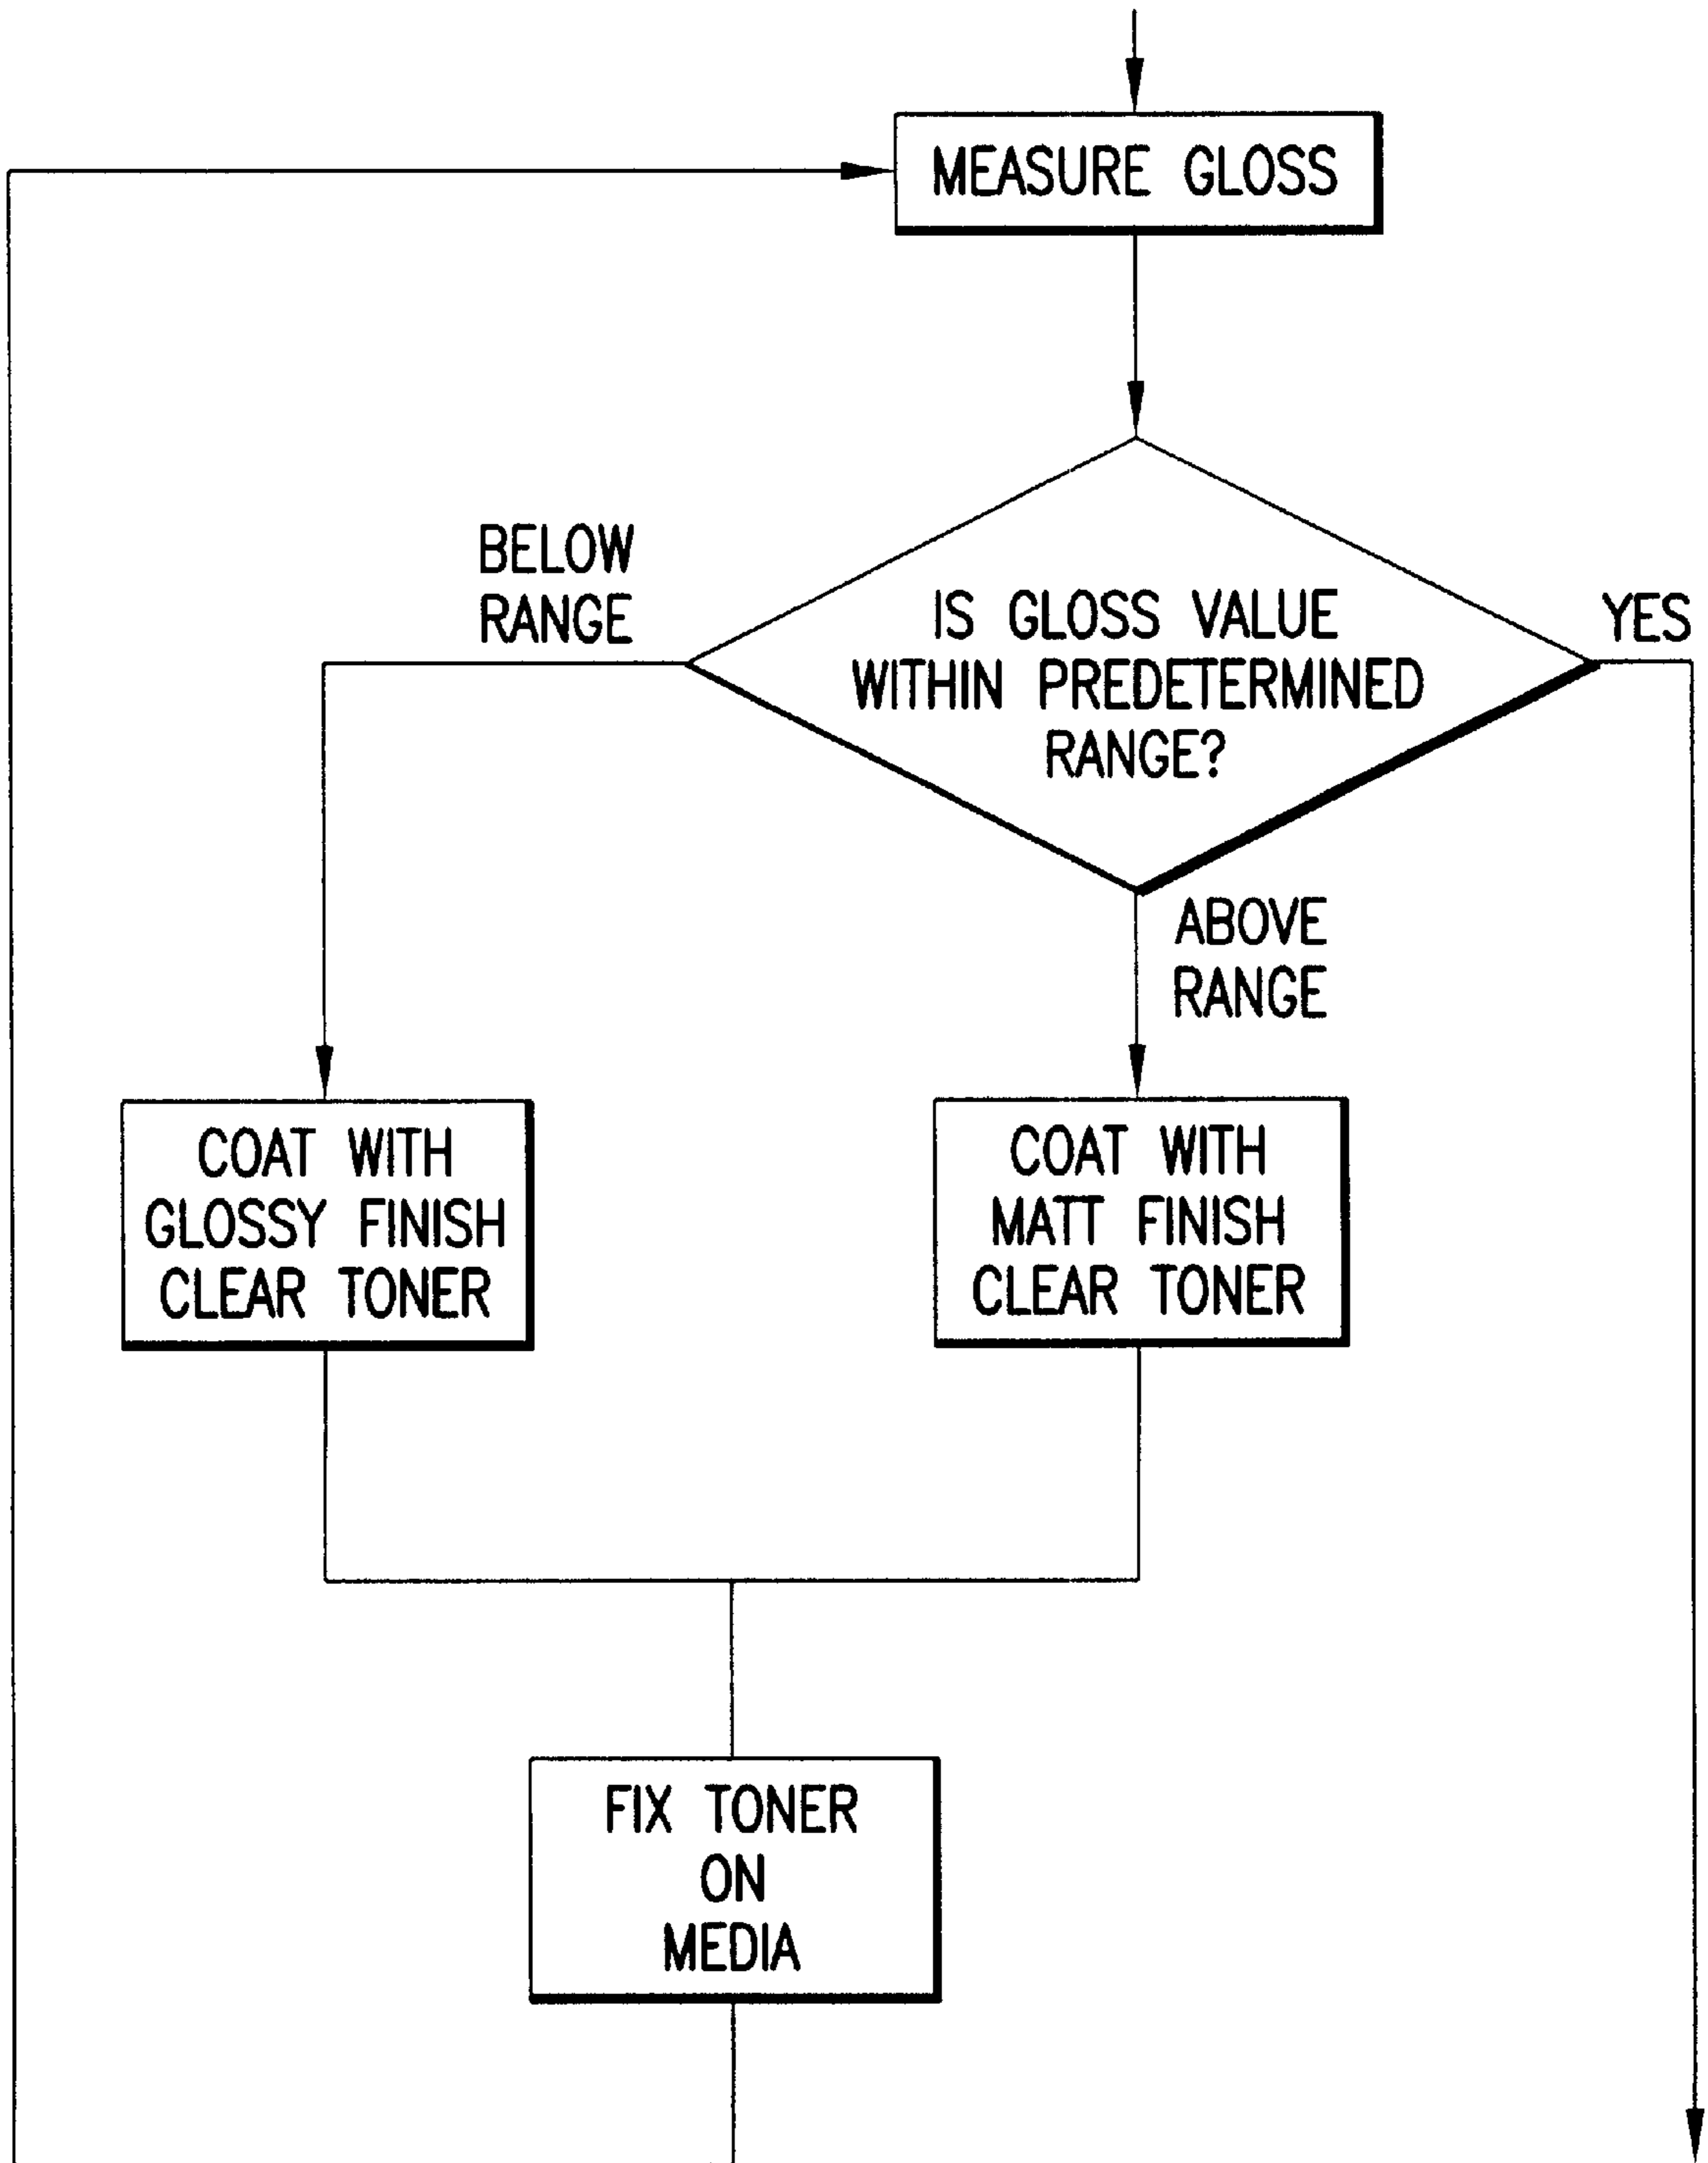 MEASURE GLOSS
BELOW
RANGE
IS GLOSS VALUE
WITHIN PREDETERMINED
RANGE?
YES
ABOVE
RANGE
COAT WITH
GLOSSY FINISH
CLEAR TONER
COAT WITH
MATT FINISH
CLEAR TONER
FIX TONER
ON
MEDIA